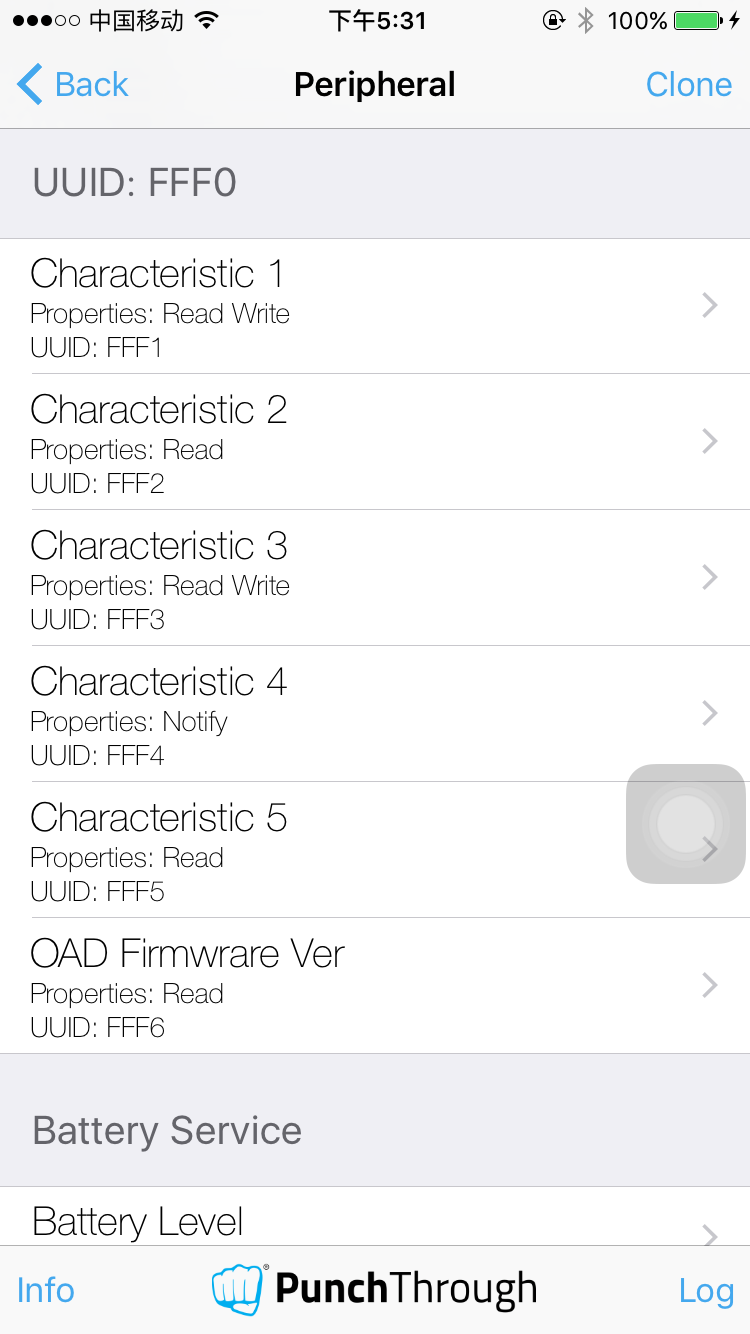 中国移动 下午5:31 100%
Back Peripheral Clone
UUID: FFF0
Characteristic 1
Properties: Read Write
UUID: FFF1
Characteristic 2
Properties: Read
UUID: FFF2
Characteristic 3
Properties: Read Write
UUID: FFF3
Characteristic 4
Properties: Notify
UUID: FFF4
Characteristic 5
Properties: Read
UUID: FFF5
OAD Firmwrare Ver
Properties: Read
UUID: FFF6
Battery Service
Battery Level
Info ® PunchThrough Log